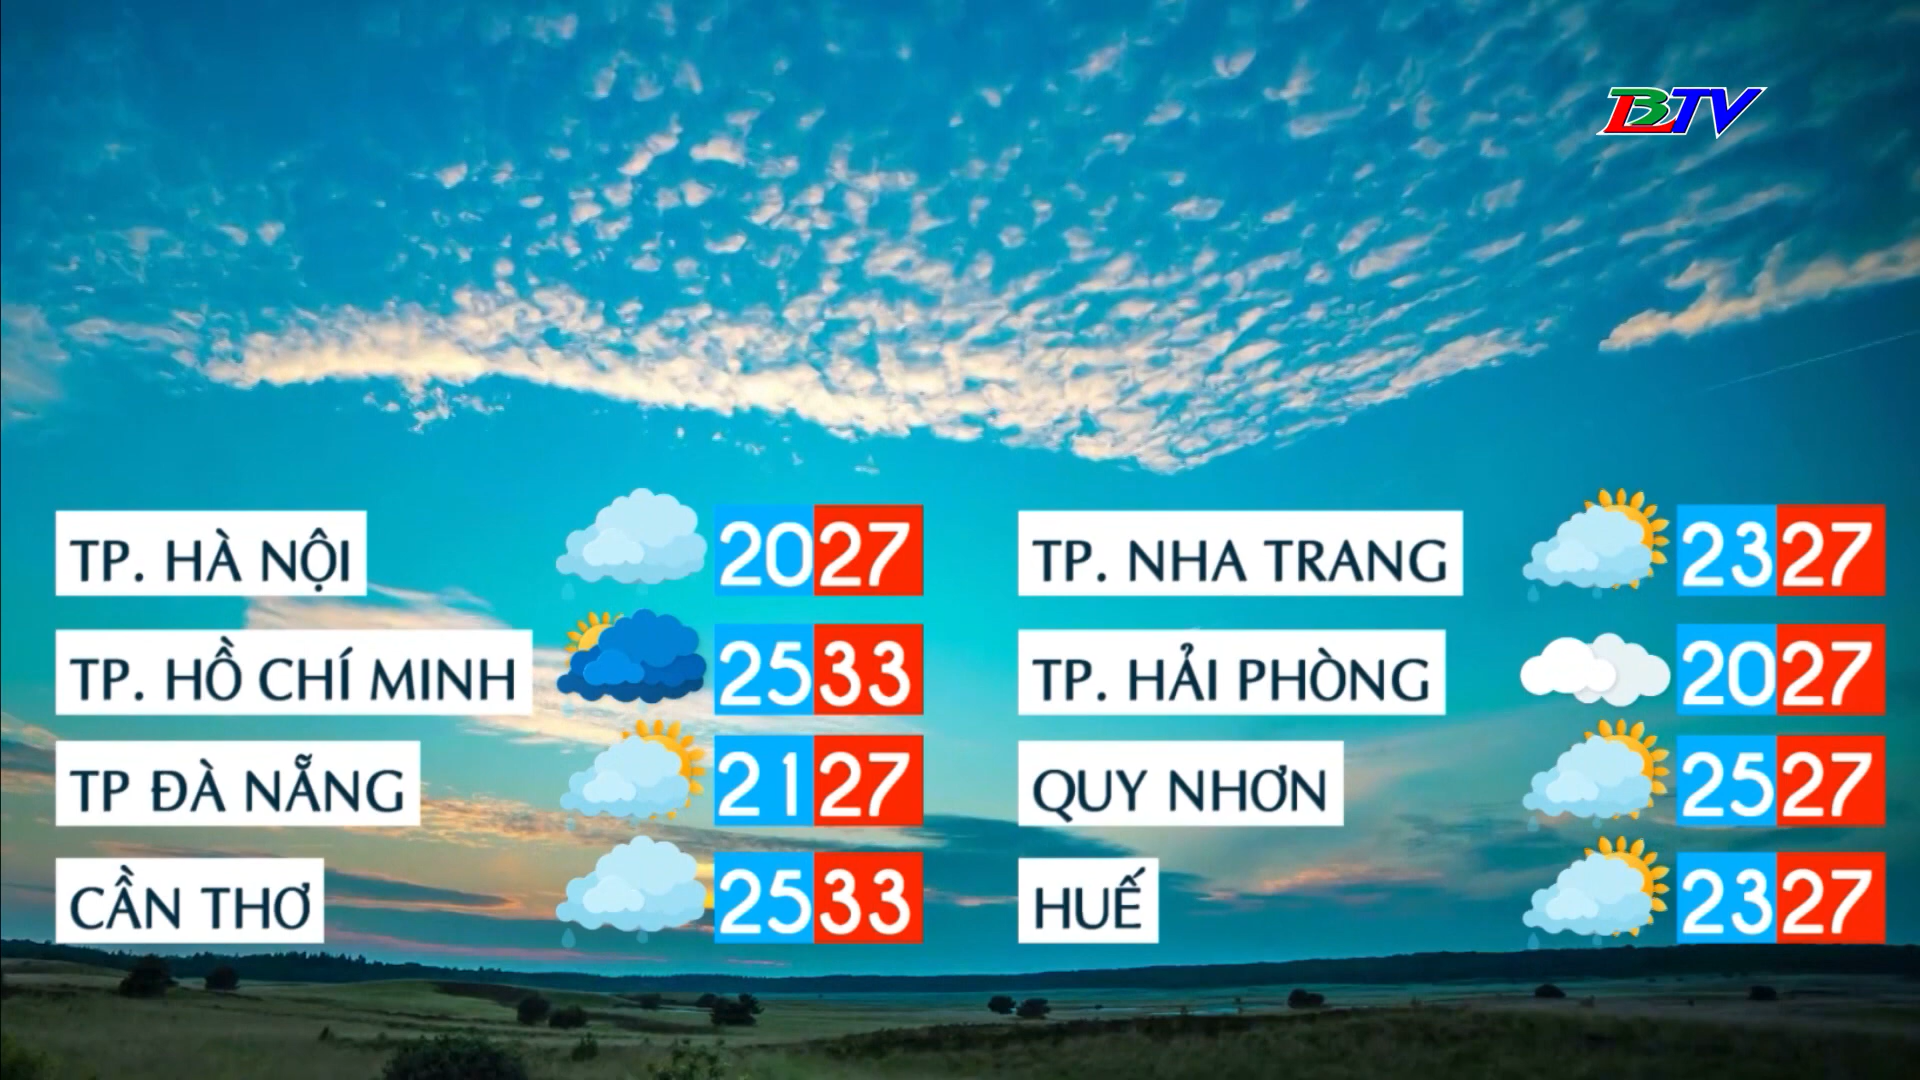 BTV
TP. HÀ NỘI 20 27
TP. HỒ CHÍ MINH 25 33
TP ĐÀ NẴNG 21 27
CẦN THƠ 25 33
TP. NHA TRANG 23 27
TP. HẢI PHÒNG 20 27
QUY NHƠN 25 27
HUẾ 23 27